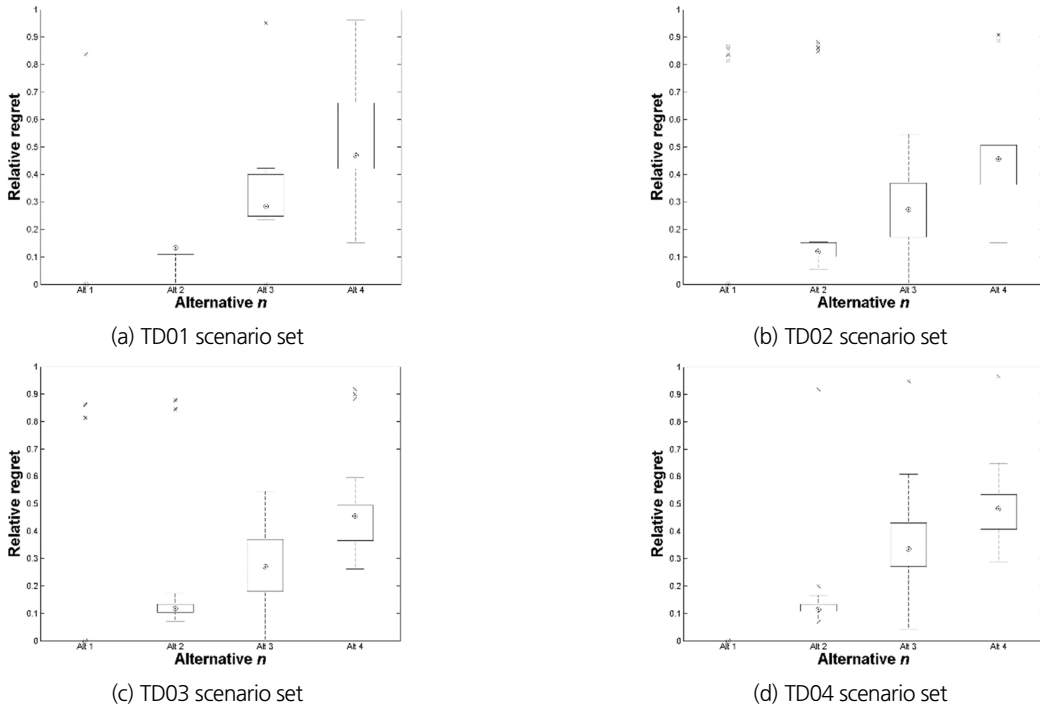 1
0.9
0.8
0.7
0.6
0.5
0.4
0.3
0.2
0.1
0
Relative regret
Alt 1 Alt 2 Alt 3 Alt 4
Alternative n
(a) TD01 scenario set
1
0.9
0.8
0.7
0.6
0.5
0.4
0.3
0.2
0.1
0
Relative regret
Alt 1 Alt 2 Alt 3 Alt 4
Alternative n
(b) TD02 scenario set
1
0.9
0.8
0.7
0.6
0.5
0.4
0.3
0.2
0.1
0
Relative regret
Alt 1 Alt 2 Alt 3 Alt 4
Alternative n
(c) TD03 scenario set
1
0.9
0.8
0.7
0.6
0.5
0.4
0.3
0.2
0.1
0
Relative regret
Alt 1 Alt 2 Alt 3 Alt 4
Alternative n
(d) TD04 scenario set